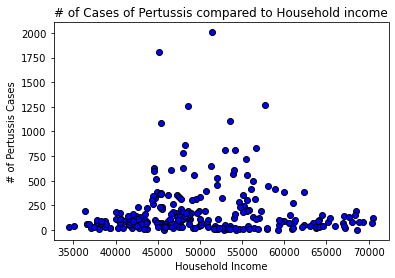 # of Cases of Pertussis compared to Household income
2000
1750
1500
1250
1000
750
500
250
0
# of Pertussis Cases
35000 40000 45000 50000 55000 60000 65000 70000
Household Income